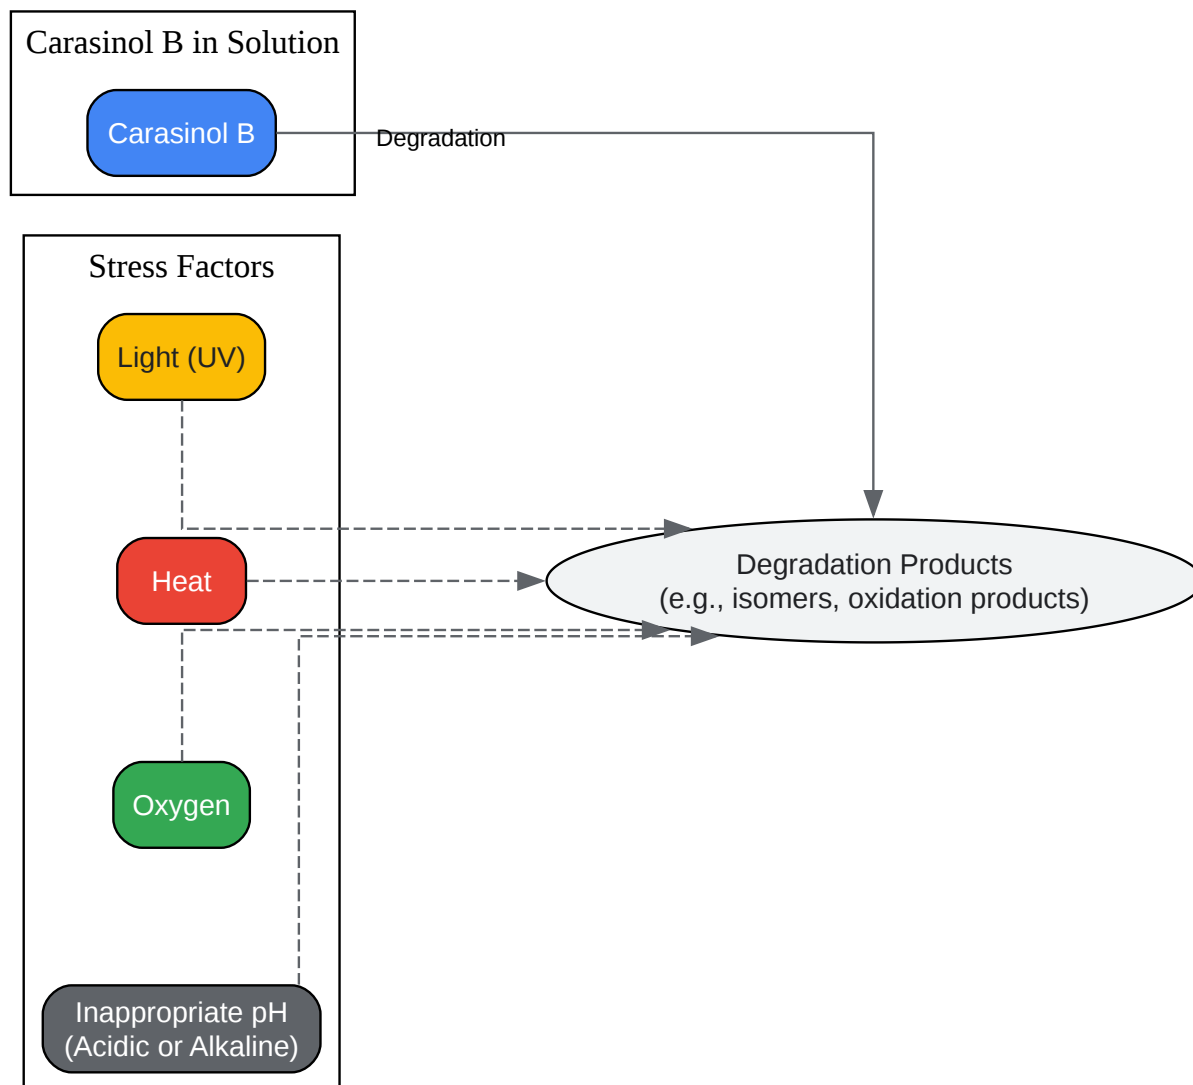 Carasinol B in Solution
Carasinol B
Degradation
Stress Factors
Light (UV)
Heat
Degradation Products
(e.g., isomers, oxidation products)
Oxygen
Inappropriate pH
(Acidic or Alkaline)